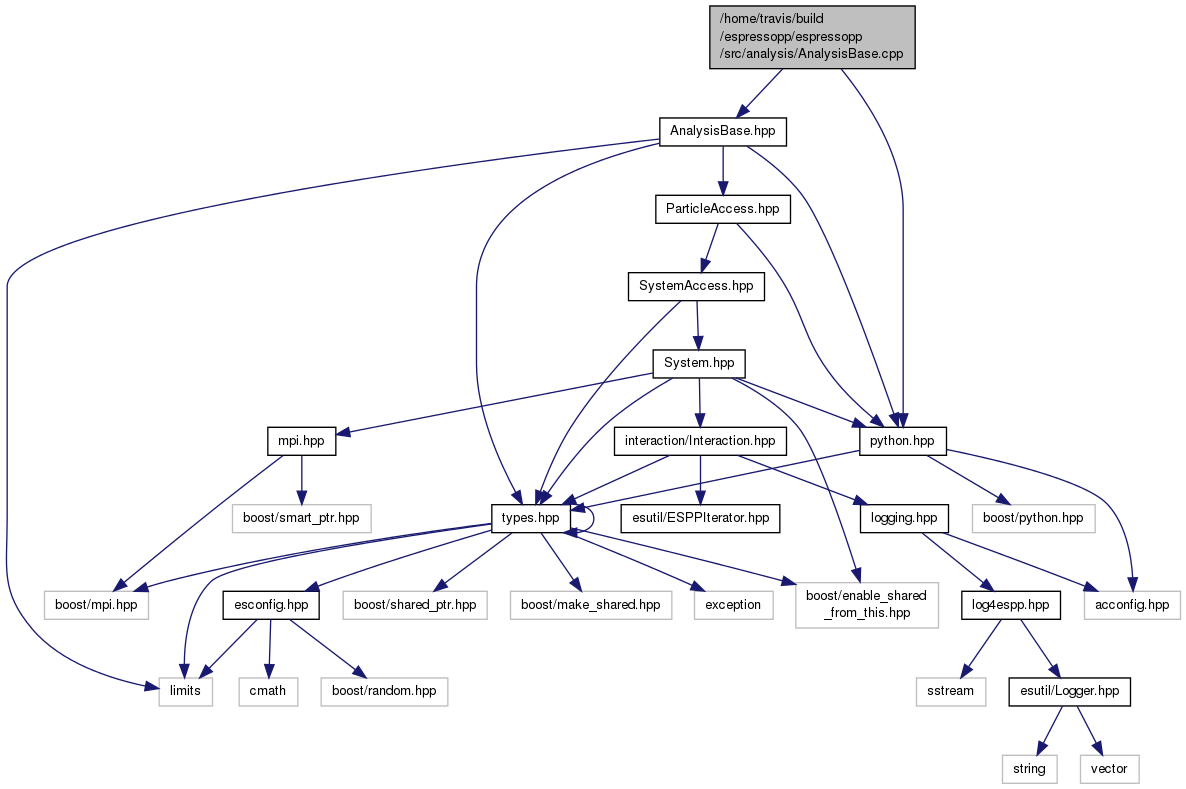 /home/travis/build
/espressopp/espressopp
/src/analysis/AnalysisBase.cpp
AnalysisBase.hpp
ParticleAccess.hpp
SystemAccess.hpp
System.hpp
mpi.hpp
interaction/Interaction.hpp
python.hpp
boost/smart_ptr.hpp
types.hpp
esutil/ESPPIterator.hpp
logging.hpp
boost/python.hpp
boost/mpi.hpp
esconfig.hpp
boost/shared_ptr.hpp
boost/make_shared.hpp
exception
boost/enable_shared
_from_this.hpp
log4espp.hpp
acconfig.hpp
limits
cmath
boost/random.hpp
sstream
esutil/Logger.hpp
string
vector